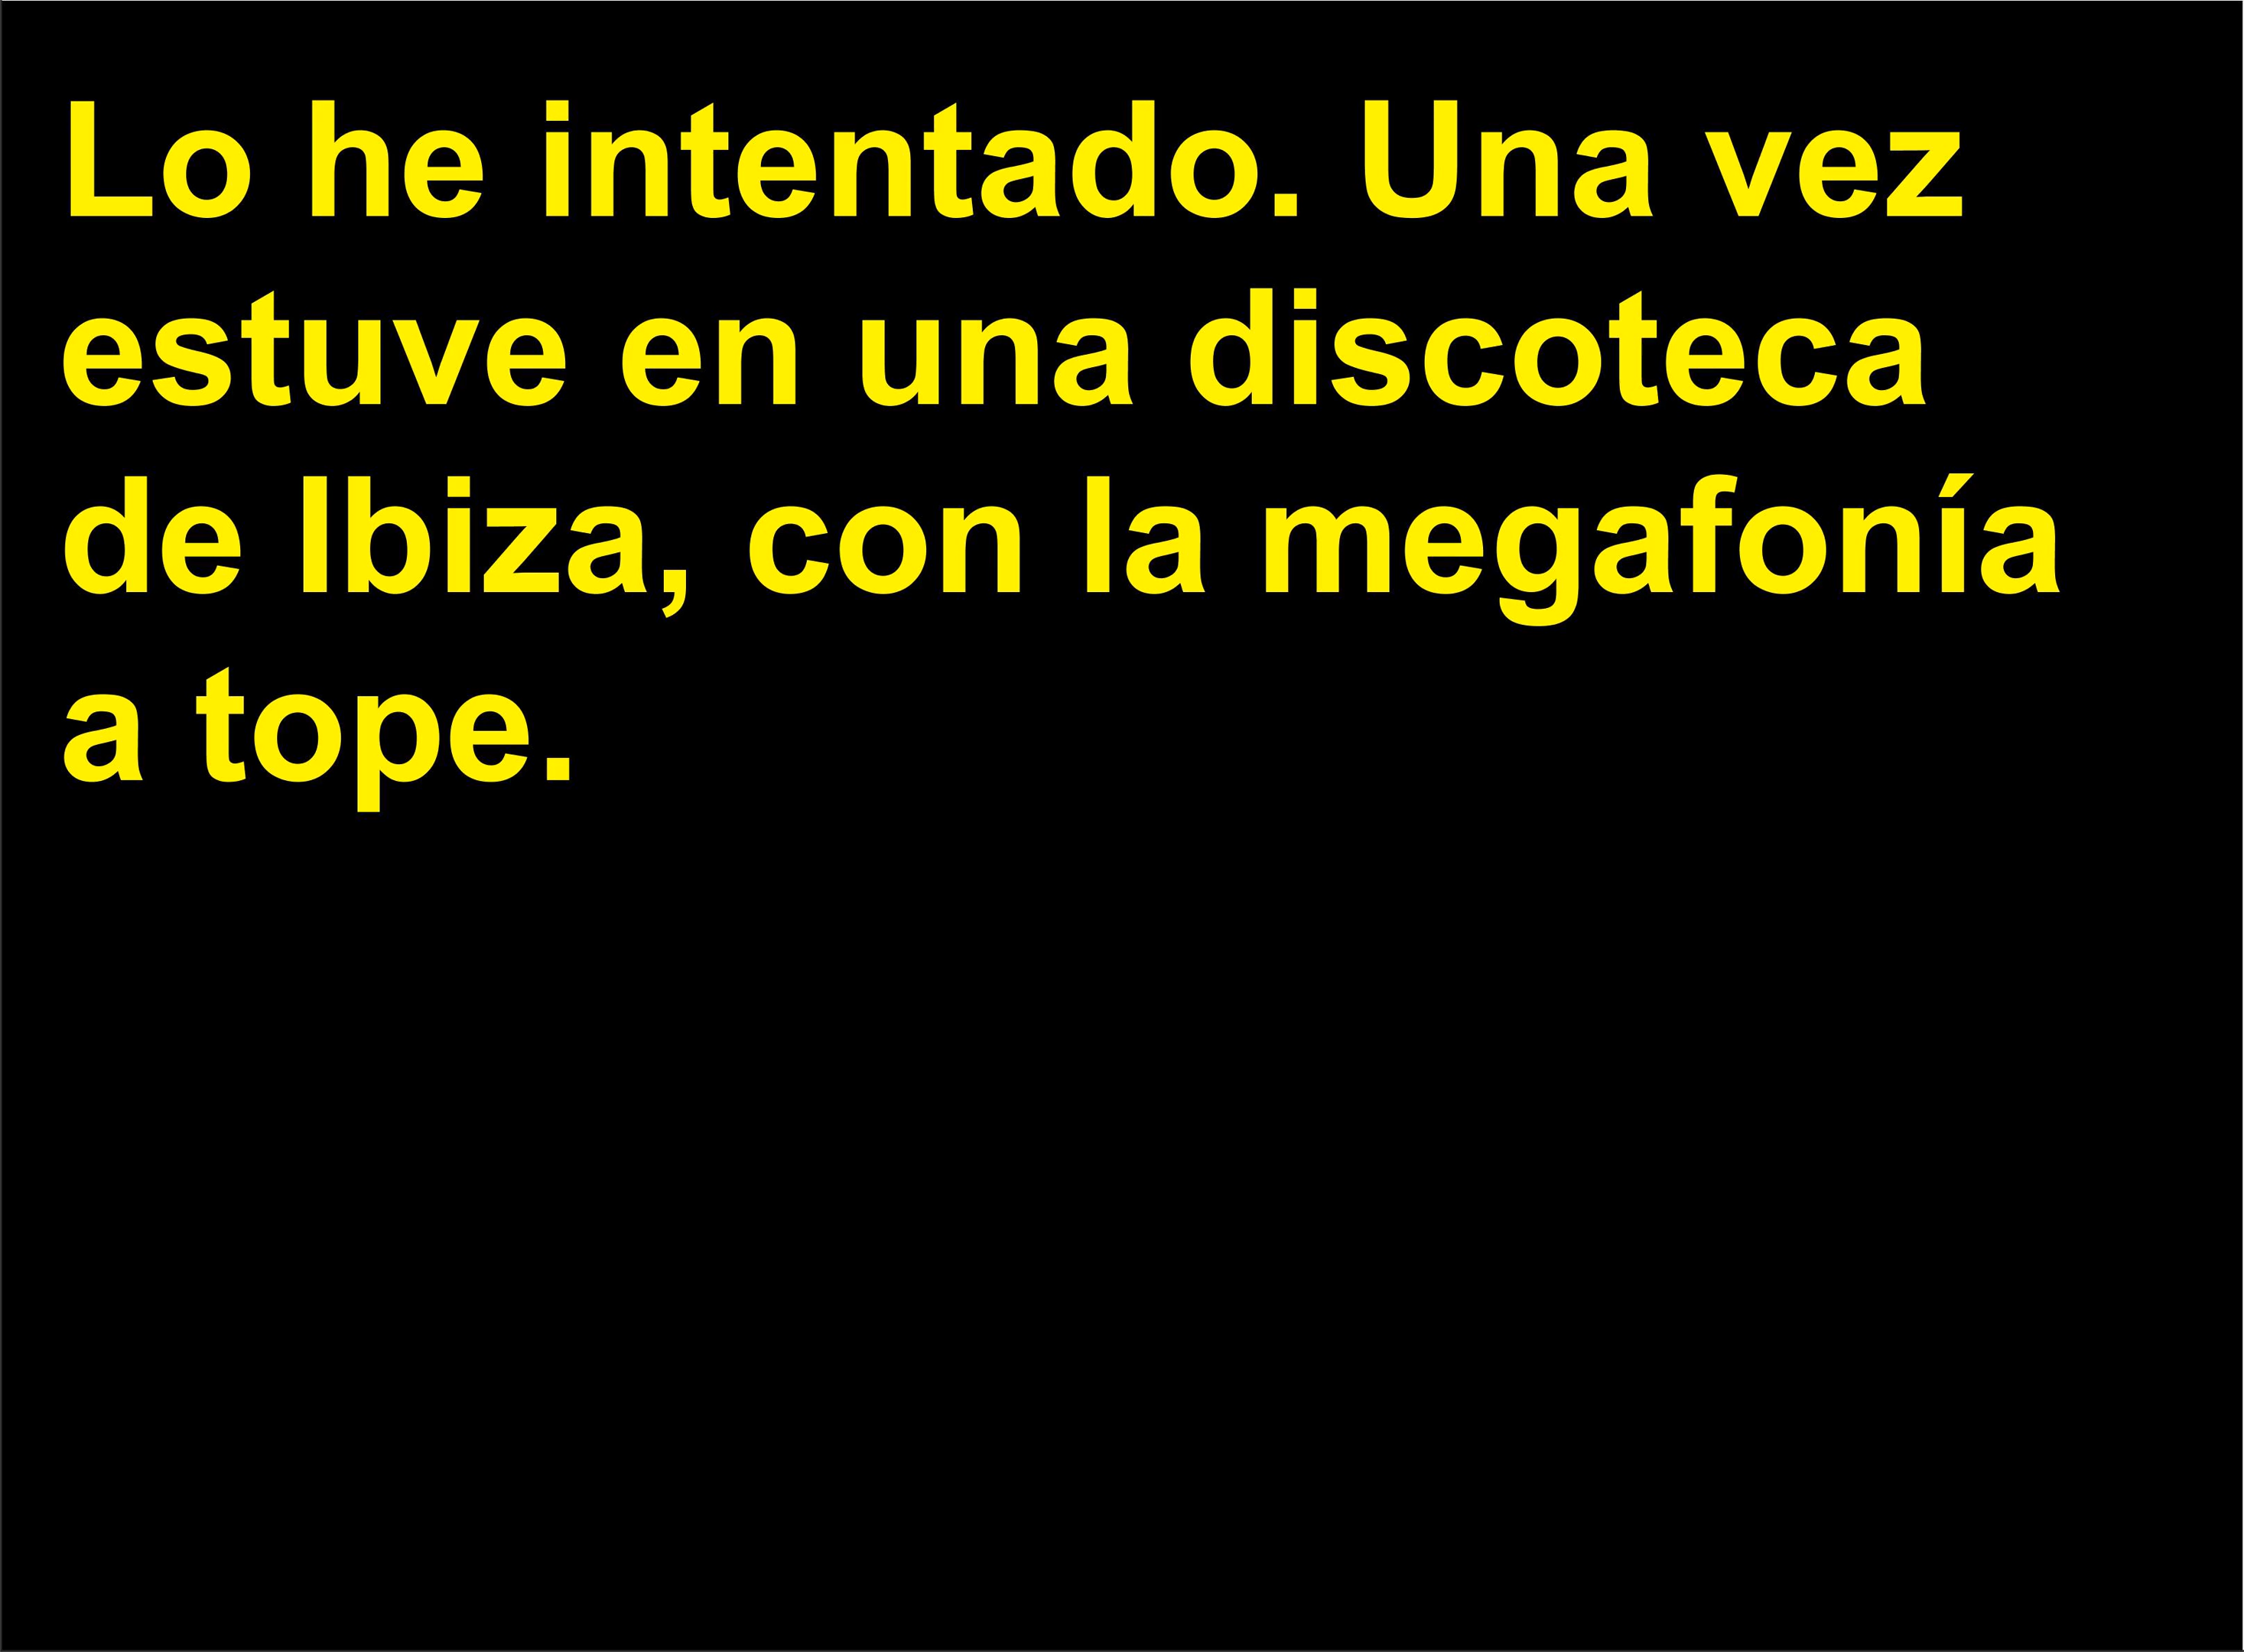 Lo he intentado. Una vez
estuve en una discoteca
de Ibiza, con la megafonía
a tope.